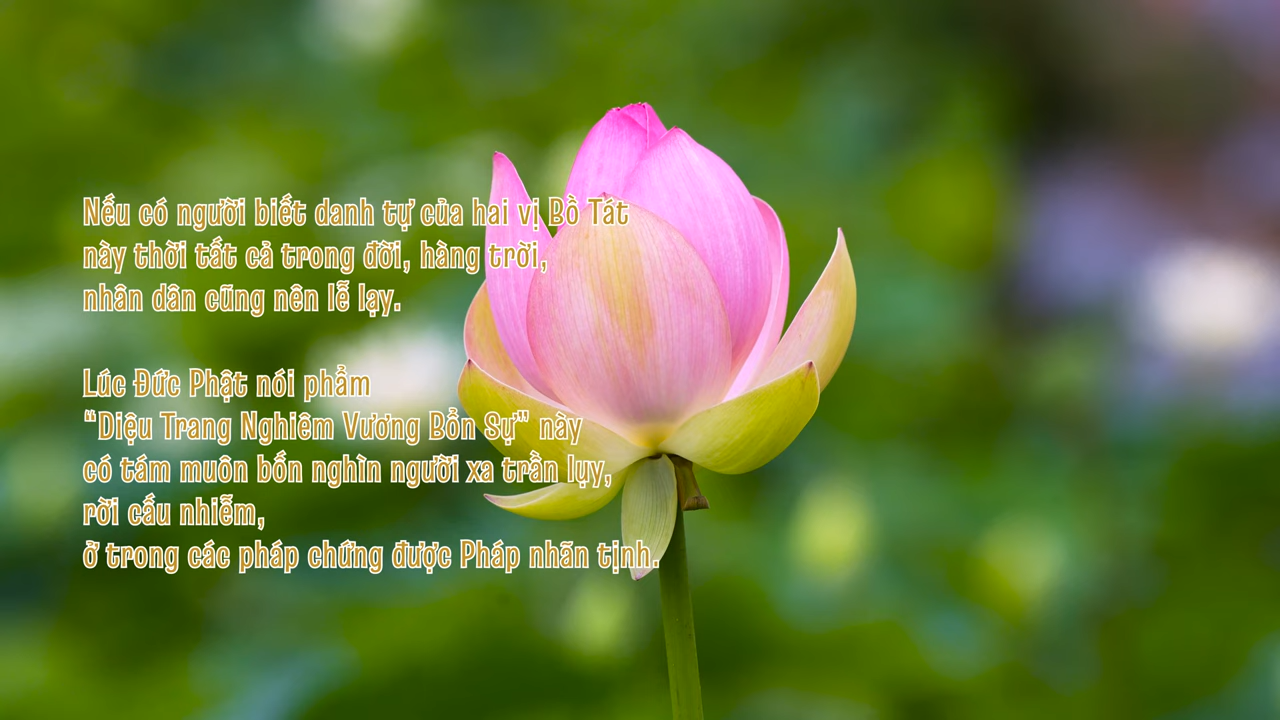 Nếu có người biết danh tự của hai vị Bồ Tát
này thời tất cả trong đời, hàng trời,
nhân dân cũng nên lễ lạy.
Lúc Đức Phật nói phẩm
“Diệu Trang Nghiêm Vương Bổn Sự” này
có tám muôn bốn nghìn người xa trần lụy,
rời cấu nhiễm,
ở trong các pháp chứng được Pháp nhãn tịnh.